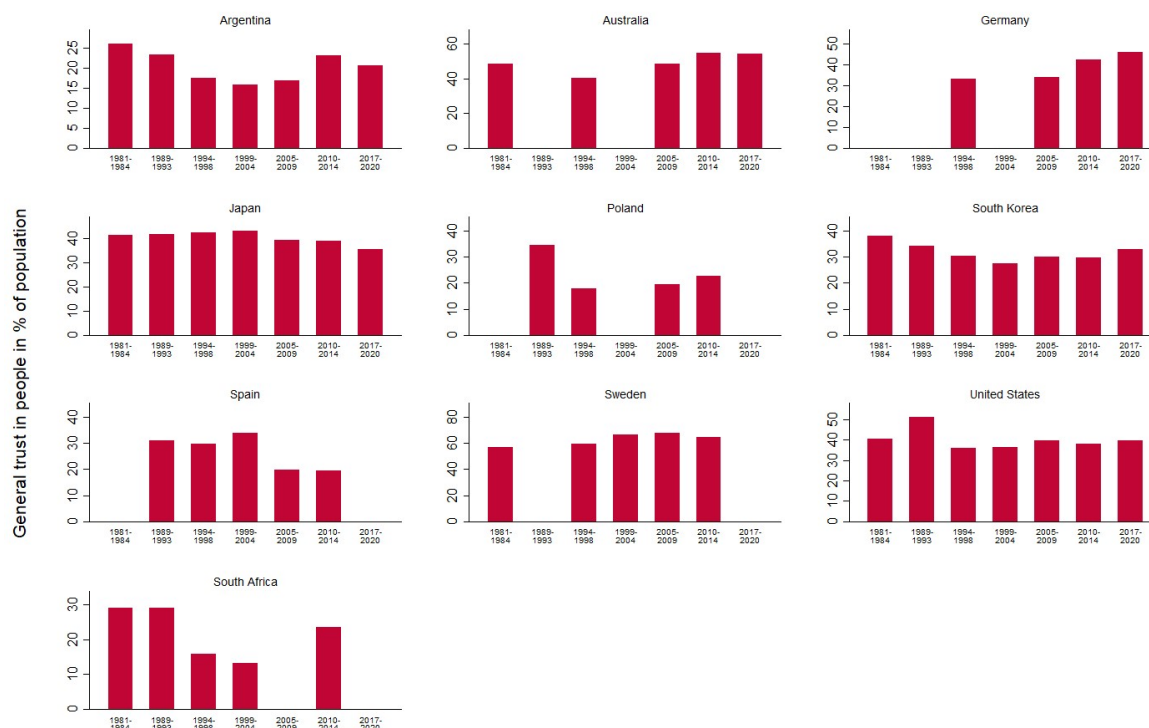 General trust in people in % of population
Argentina
25
20
15
10
5
0
1981- 1989- 1994- 1999- 2005- 2010- 2017-
1984 1993 1998 2004 2009 2014 2020
Australia
60
40
20
0
1981- 1989- 1994- 1999- 2005- 2010- 2017-
1984 1993 1998 2004 2009 2014 2020
Germany
50
40
30
20
10
0
1981- 1989- 1994- 1999- 2005- 2010- 2017-
1984 1993 1998 2004 2009 2014 2020
Japan
40
30
20
10
0
1981- 1989- 1994- 1999- 2005- 2010- 2017-
1984 1993 1998 2004 2009 2014 2020
Poland
40
30
20
10
0
1981- 1989- 1994- 1999- 2005- 2010- 2017-
1984 1993 1998 2004 2009 2014 2020
South Korea
40
30
20
10
0
1981- 1989- 1994- 1999- 2005- 2010- 2017-
1984 1993 1998 2004 2009 2014 2020
Spain
40
30
20
10
0
1981- 1989- 1994- 1999- 2005- 2010- 2017-
1984 1993 1998 2004 2009 2014 2020
Sweden
80
60
40
20
0
1981- 1989- 1994- 1999- 2005- 2010- 2017-
1984 1993 1998 2004 2009 2014 2020
United States
50
40
30
20
10
0
1981- 1989- 1994- 1999- 2005- 2010- 2017-
1984 1993 1998 2004 2009 2014 2020
South Africa
30
20
10
0
1981- 1989- 1994- 1999- 2005- 2010- 2017-
1984 1993 1998 2004 2009 2014 2020